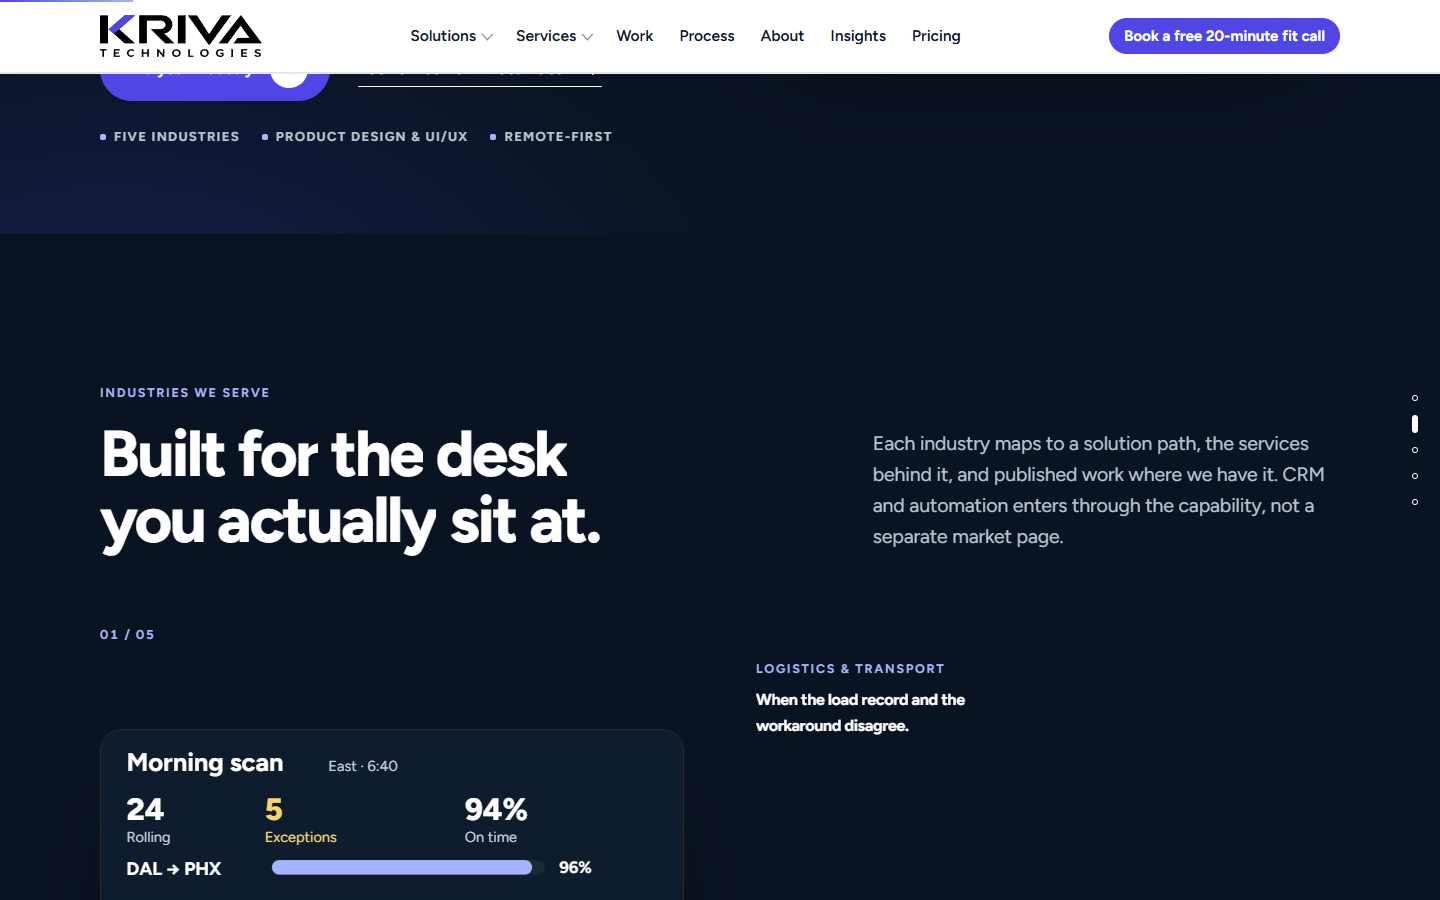 KRIVA
TECHNOLOGIES
Solutions
Services
Work
Process
About
Insights
Pricing
Book a free 20-minute fit call
FIVE INDUSTRIES
PRODUCT DESIGN & UI/UX
REMOTE-FIRST
INDUSTRIES WE SERVE
Built for the desk
you actually sit at.
Each industry maps to a solution path, the services
behind it, and published work where we have it. CRM
and automation enters through the capability, not a
separate market page.
01 / 05
LOGISTICS & TRANSPORT
When the load record and the
workaround disagree.
Morning scan
East · 6:40
24
Rolling
5
Exceptions
94%
On time
DAL → PHX
96%